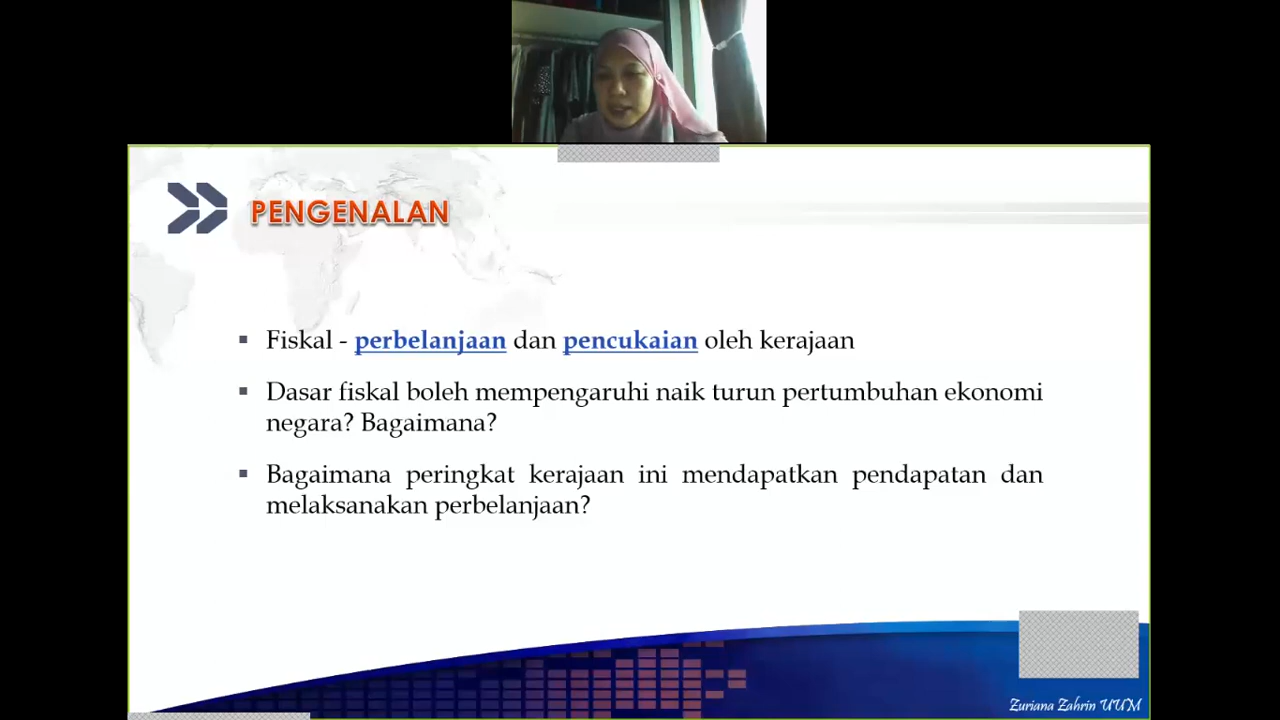 PENGENALAN
Fiskal - perbelanjaan dan pencukaian oleh kerajaan
Dasar fiskal boleh mempengaruhi naik turun pertumbuhan ekonomi
negara? Bagaimana?
Bagaimana peringkat kerajaan ini mendapatkan pendapatan dan
melaksanakan perbelanjaan?
Zuriana Zahrin UUM